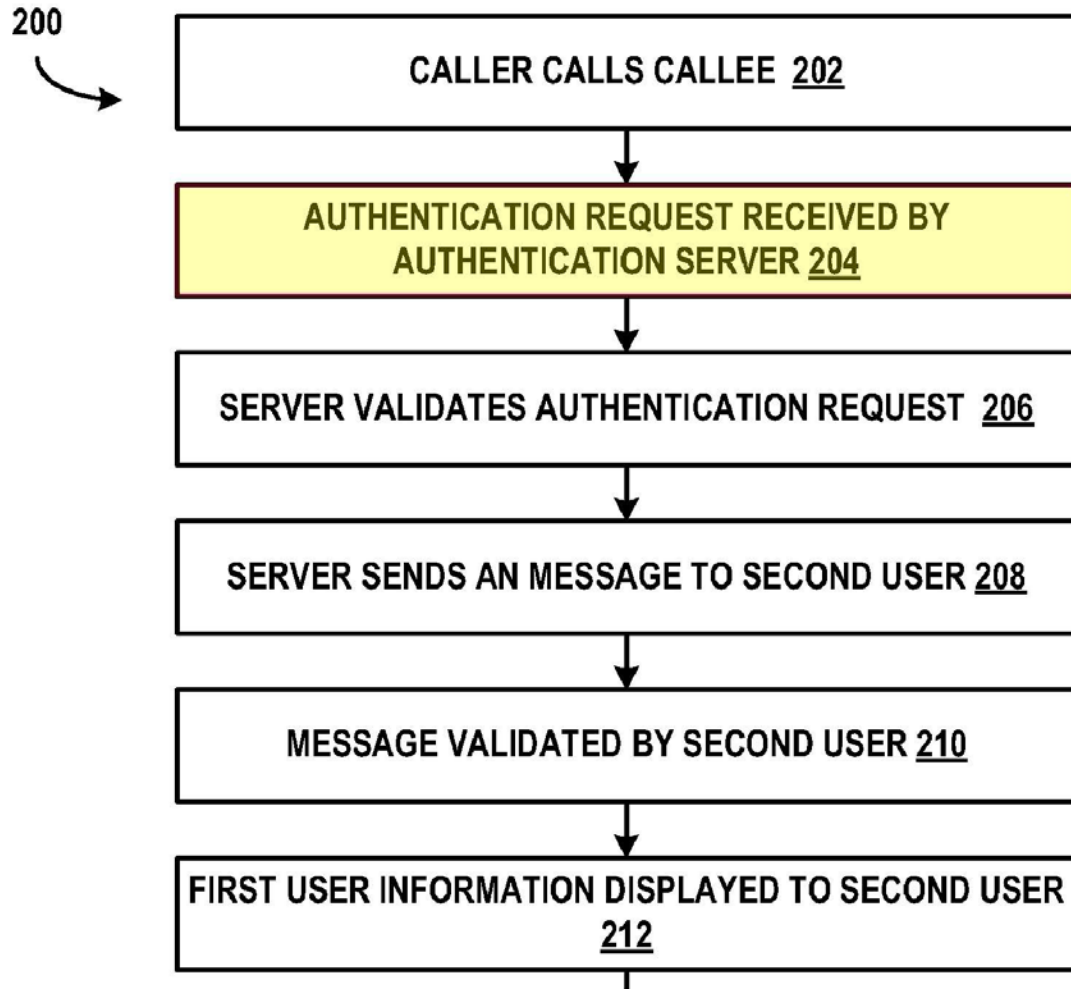 200
CALLER CALLS CALLEE 202
AUTHENTICATION REQUEST RECEIVED BY
AUTHENTICATION SERVER 204
SERVER VALIDATES AUTHENTICATION REQUEST 206
SERVER SENDS AN MESSAGE TO SECOND USER 208
MESSAGE VALIDATED BY SECOND USER 210
FIRST USER INFORMATION DISPLAYED TO SECOND USER
212